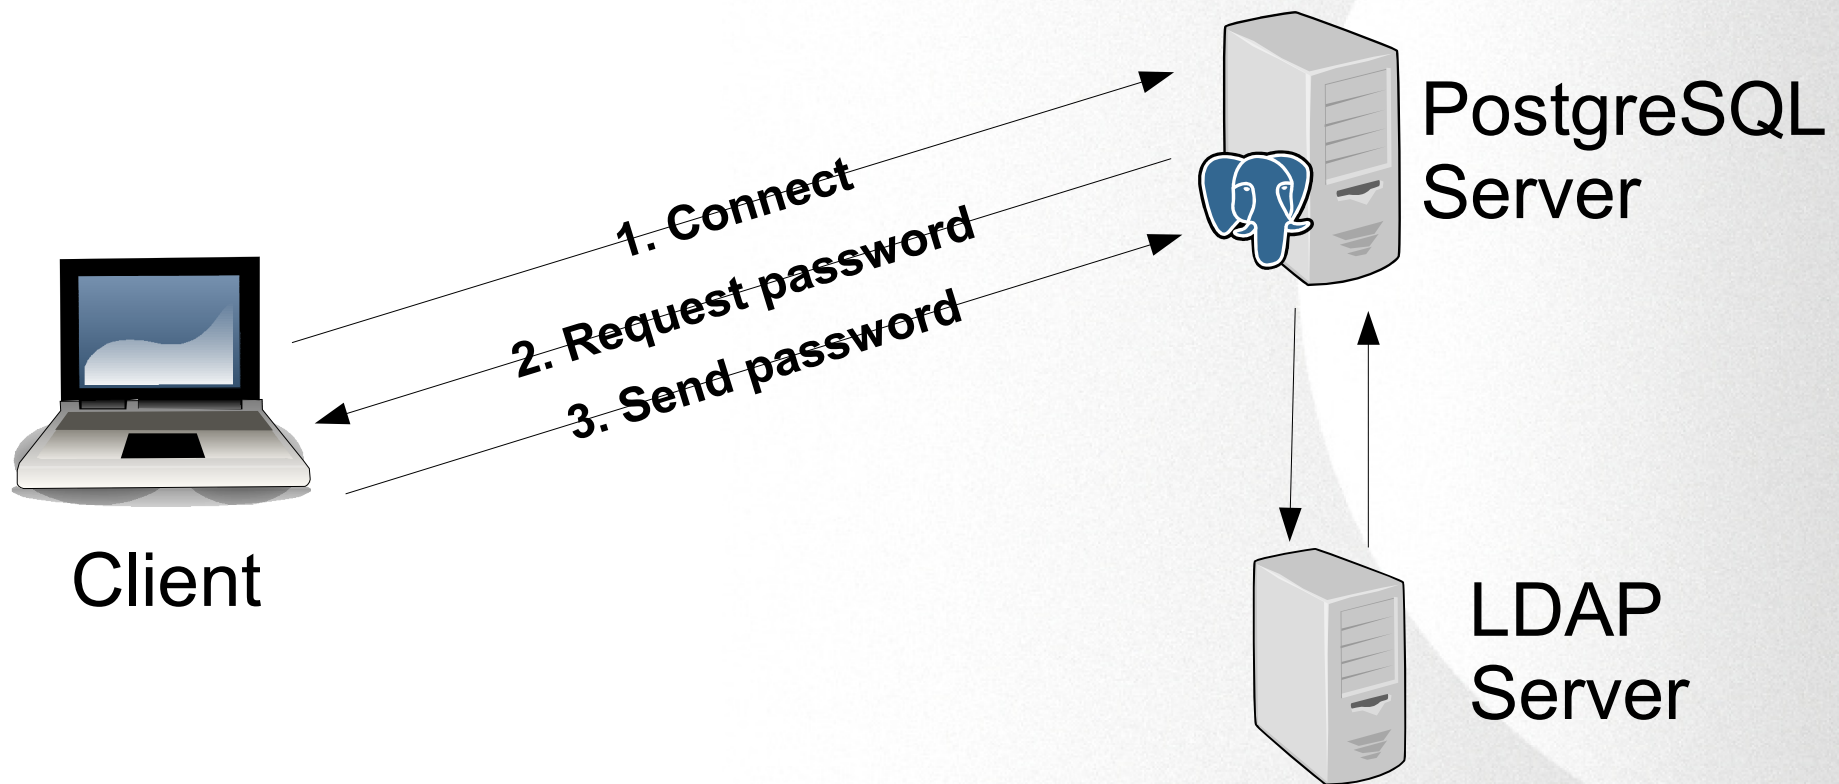 PostgreSQL
Server
1. Connect
2. Request password
3. Send password
Client
LDAP
Server